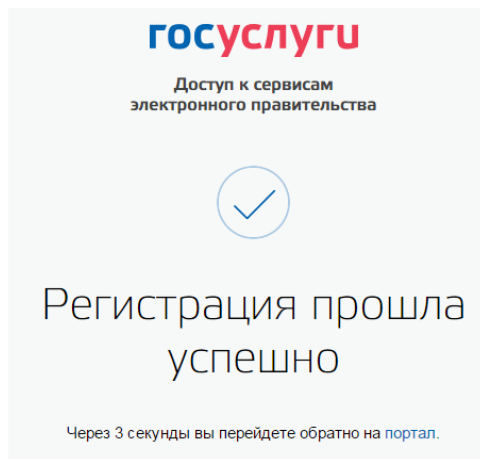 госуслуги
Доступ к сервисам
электронного правительства
Регистрация прошла
успешно
Через 3 секунды вы перейдете обратно на портал.